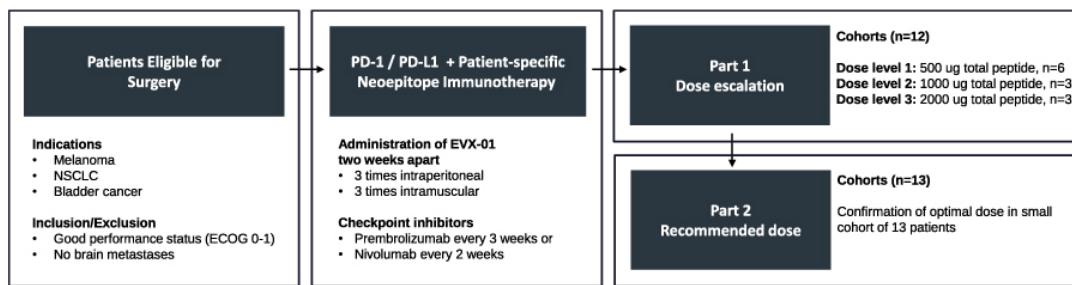 Patients Eligible for
Surgery
Indications
• Melanoma
• NSCLC
• Bladder cancer
Inclusion/Exclusion
• Good performance status (ECOG 0-1)
• No brain metastases
PD-1 / PD-L1 + Patient-specific
Neoepitope Immunotherapy
Administration of EVX-01
two weeks apart
• 3 times intraperitoneal
• 3 times intramuscular
Checkpoint inhibitors
• Prembrolizumab every 3 weeks or
• Nivolumab every 2 weeks
Part 1
Dose escalation
Cohorts (n=12)
Dose level 1: 500 ug total peptide, n=6
Dose level 2: 1000 ug total peptide, n=3
Dose level 3: 2000 ug total peptide, n=3
Part 2
Recommended dose
Cohorts (n=13)
Confirmation of optimal dose in small
cohort of 13 patients